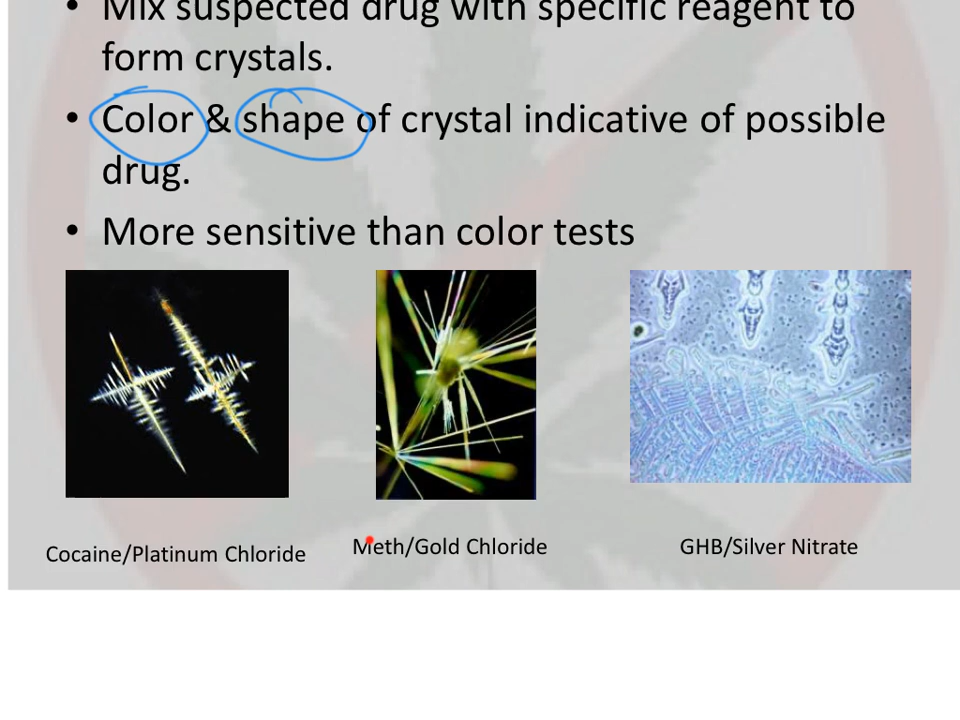 • Mix suspected drug with specific reagent to
form crystals.
• Color & shape of crystal indicative of possible
drug.
• More sensitive than color tests
Cocaine/Platinum Chloride
Meth/Gold Chloride
GHB/Silver Nitrate